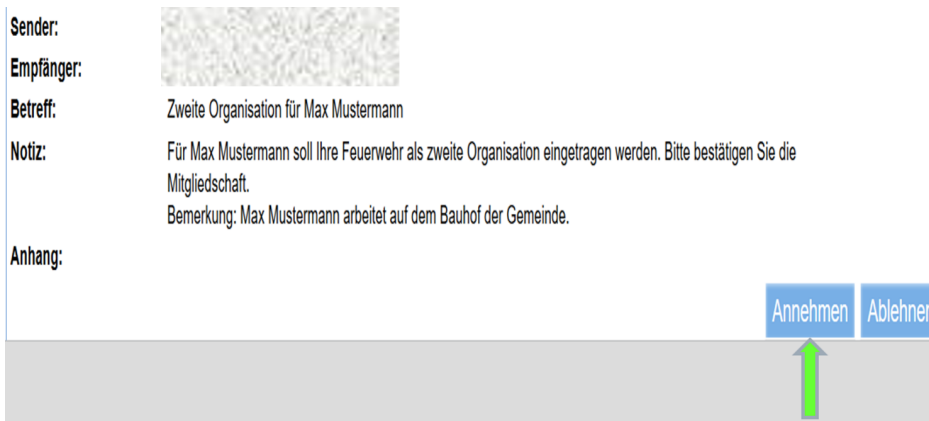 Sender:
Empfänger:
Betreff: Zweite Organisation für Max Mustermann
Notiz: Für Max Mustermann soll Ihre Feuerwehr als zweite Organisation eingetragen werden. Bitte bestätigen Sie die
Mitgliedschaft.
Bemerkung: Max Mustermann arbeitet auf dem Bauhof der Gemeinde.
Anhang:
Annehmen Ablehnen